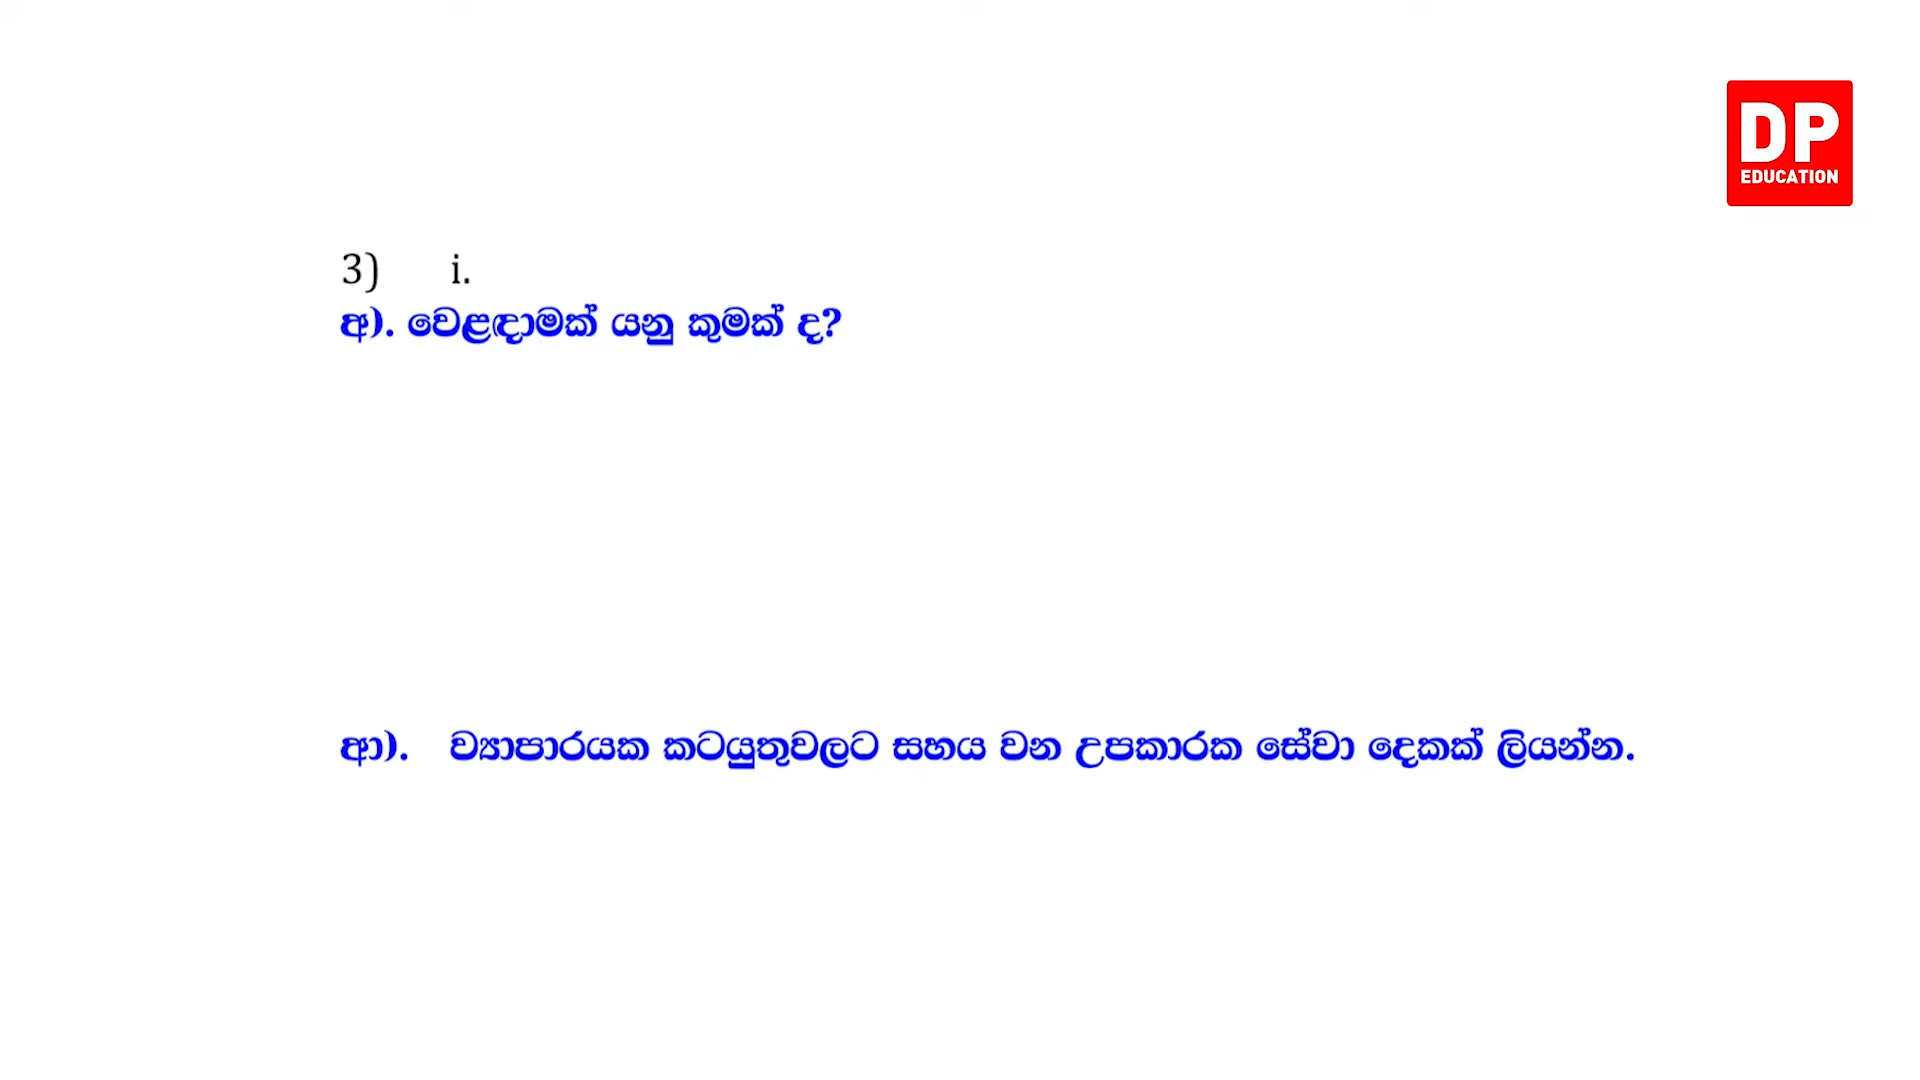 DP
EDUCATION
3) i.
අ). වෙළඳාමක් යනු කුමක් ද?
ආ). ව්‍යාපාරයක කටයුතුවලට සහය වන උපකාරක සේවා දෙකක් ලියන්න.